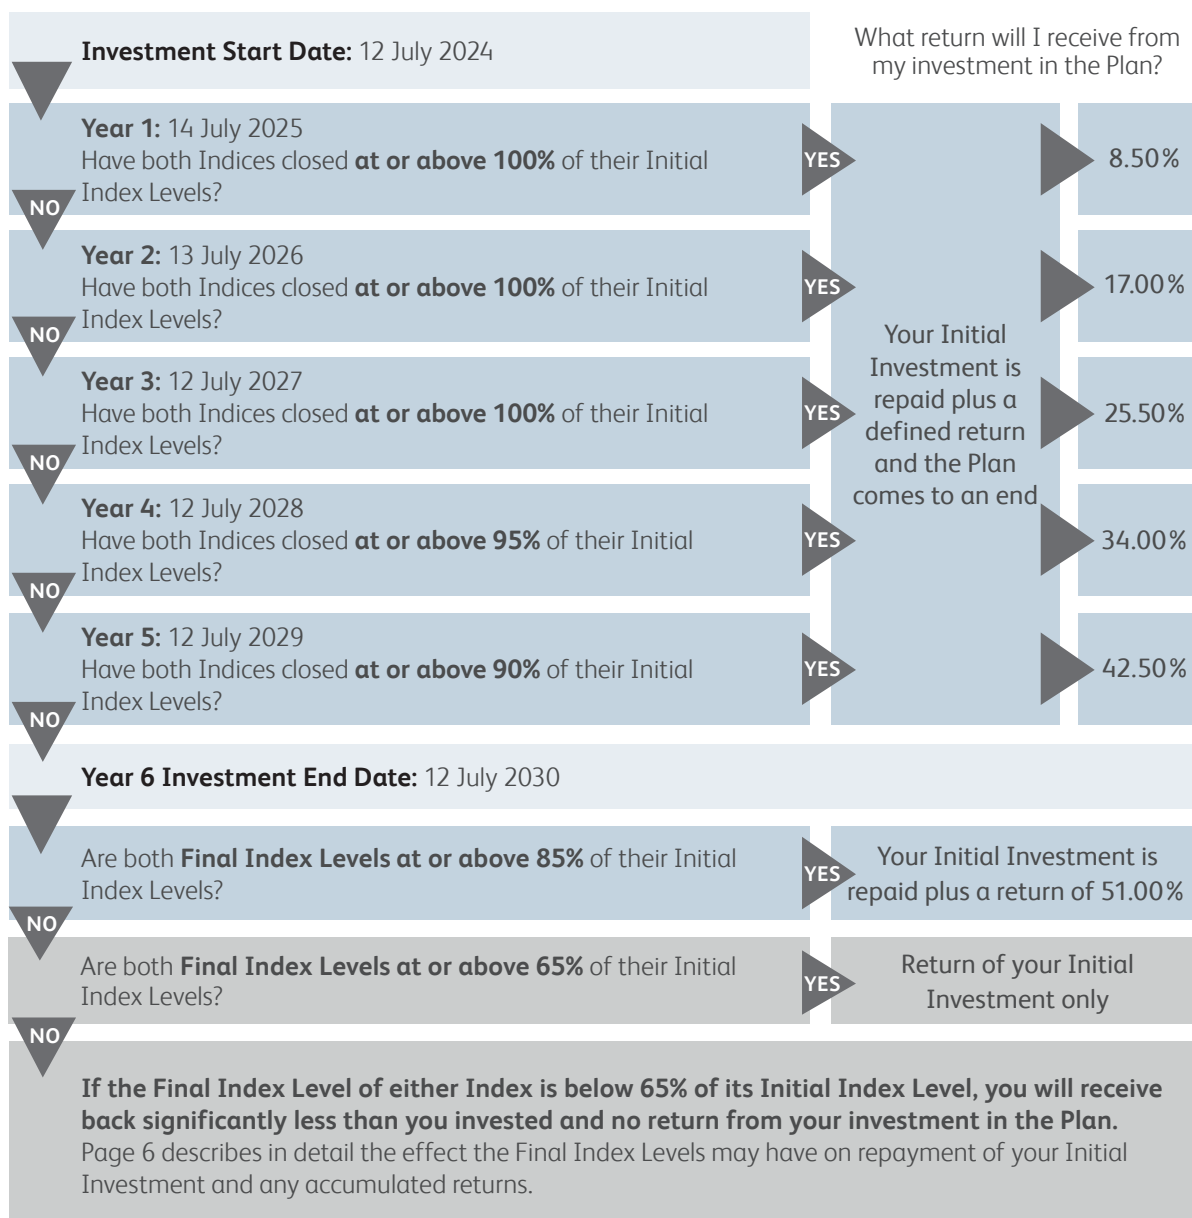 Investment Start Date: 12 July 2024
What return will I receive from
my investment in the Plan?
Year 1: 14 July 2025
Have both Indices closed at or above 100% of their Initial
Index Levels?
YES
8.50%
NO
Year 2: 13 July 2026
Have both Indices closed at or above 100% of their Initial
Index Levels?
YES
17.00%
NO
Year 3: 12 July 2027
Have both Indices closed at or above 100% of their Initial
Index Levels?
YES
Your Initial
Investment is
repaid plus a
defined return
and the Plan
comes to an end
25.50%
NO
Year 4: 12 July 2028
Have both Indices closed at or above 95% of their Initial
Index Levels?
YES
34.00%
NO
Year 5: 12 July 2029
Have both Indices closed at or above 90% of their Initial
Index Levels?
YES
42.50%
NO
Year 6 Investment End Date: 12 July 2030
Are both Final Index Levels at or above 85% of their Initial
Index Levels?
YES
Your Initial Investment is
repaid plus a return of 51.00%
NO
Are both Final Index Levels at or above 65% of their Initial
Index Levels?
YES
Return of your Initial
Investment only
NO
If the Final Index Level of either Index is below 65% of its Initial Index Level, you will receive
back significantly less than you invested and no return from your investment in the Plan.
Page 6 describes in detail the effect the Final Index Levels may have on repayment of your Initial
Investment and any accumulated returns.